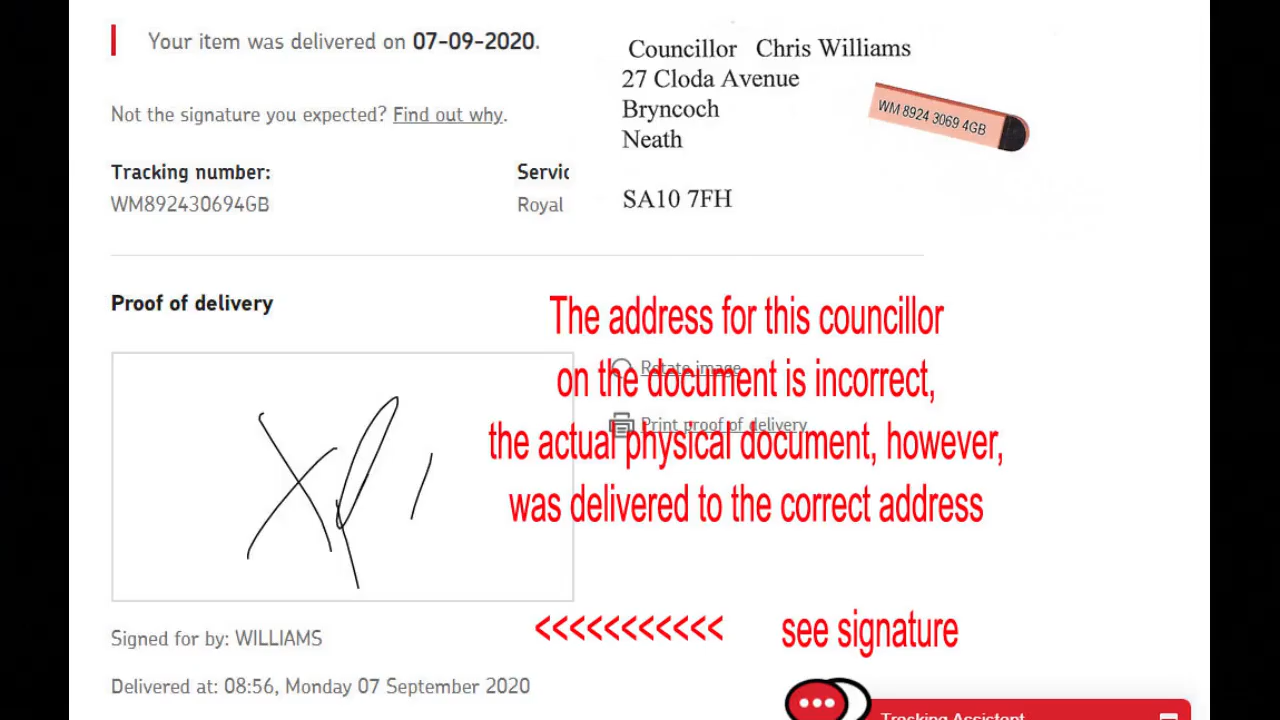 Your item was delivered on 07-09-2020.
Not the signature you expected? Find out why.
Tracking number:
WM892430694GB
Servic
Royal
Councillor Chris Williams
27 Cloda Avenue
Bryncoch
Neath
SA10 7FH
WM 8924 3069 4GB
Proof of delivery
Rotate image
Print proof of delivery
The address for this councillor
on the document is incorrect,
the actual physical document, however,
was delivered to the correct address
<<<<<<<<<<< see signature
Signed for by: WILLIAMS
Delivered at: 08:56, Monday 07 September 2020
Tracking Assistant